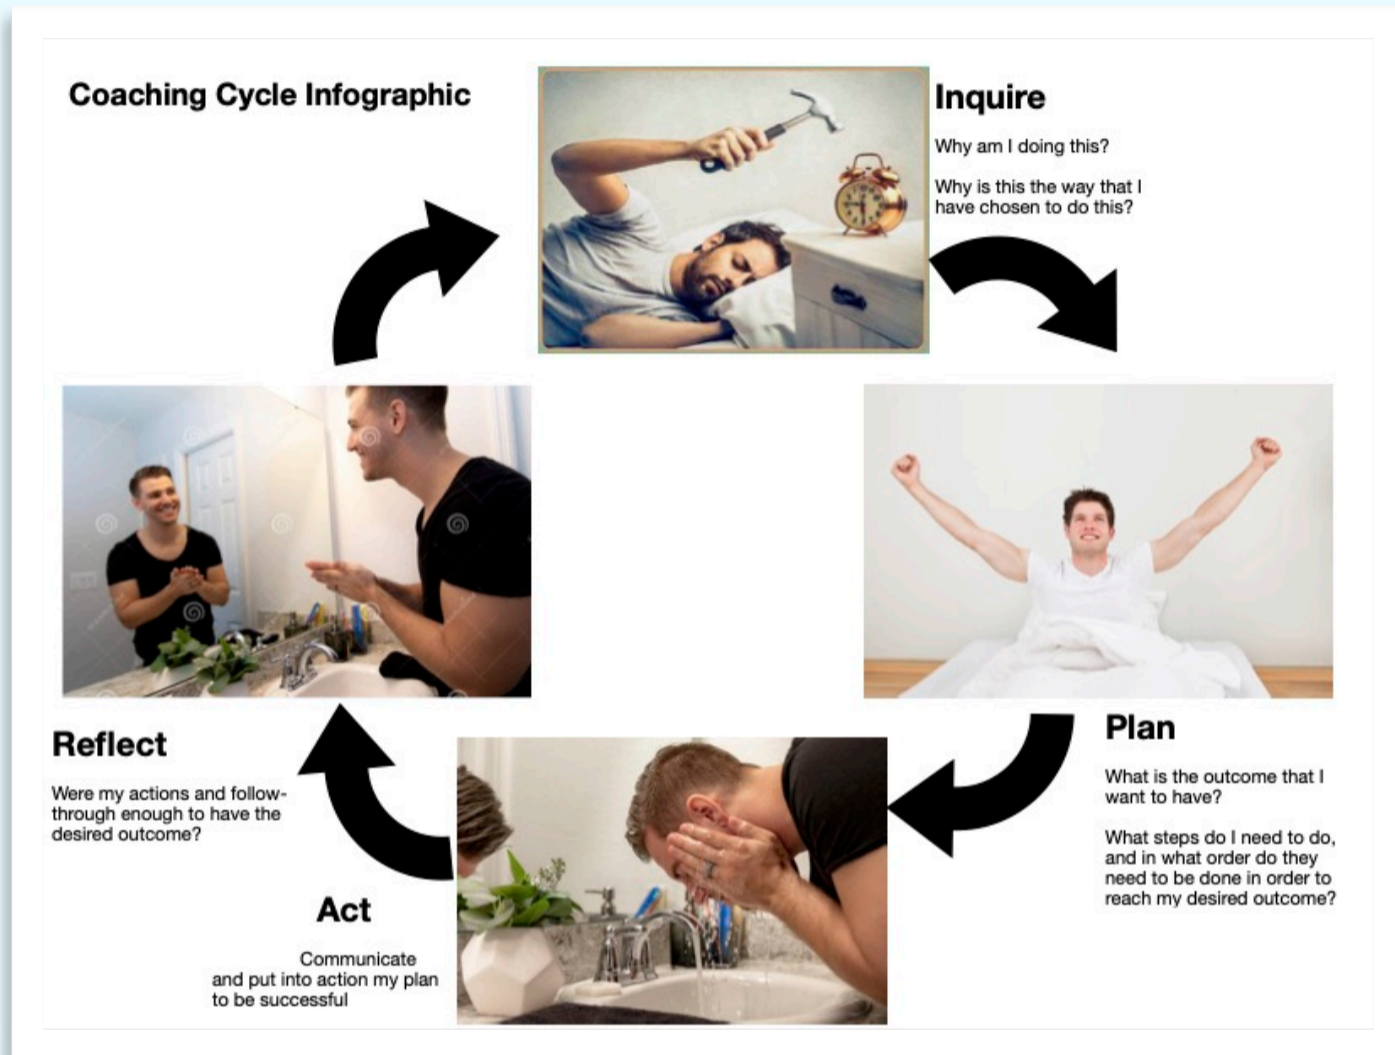 Coaching Cycle Infographic
Inquire
Why am I doing this?
Why is this the way that I
have chosen to do this?
Plan
What is the outcome that I
want to have?
What steps do I need to do,
and in what order do they
need to be done in order to
reach my desired outcome?
Act
Communicate
and put into action my plan
to be successful
Reflect
Were my actions and follow-
through enough to have the
desired outcome?